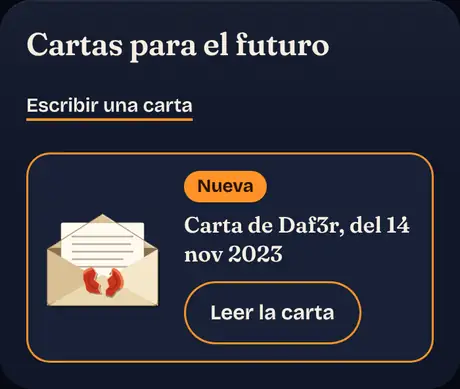 Cartas para el futuro
Escribir una carta
Nueva
Carta de Daf3r, del 14
nov 2023
Leer la carta